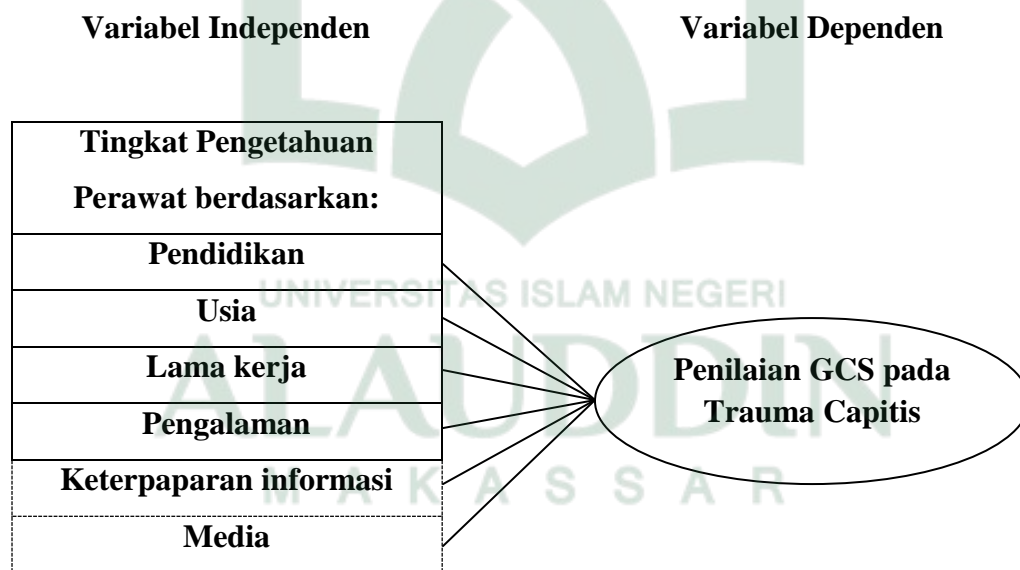 Variabel Independen
Variabel Dependen
Tingkat Pengetahuan
Perawat berdasarkan:
Pendidikan
Usia
Lama kerja
Pengalaman
Keterpaparan informasi
Media
Penilaian GCS pada
Trauma Capitis
UNIVERSITAS ISLAM NEGERI
ALAUDDIN
MAKASSAR